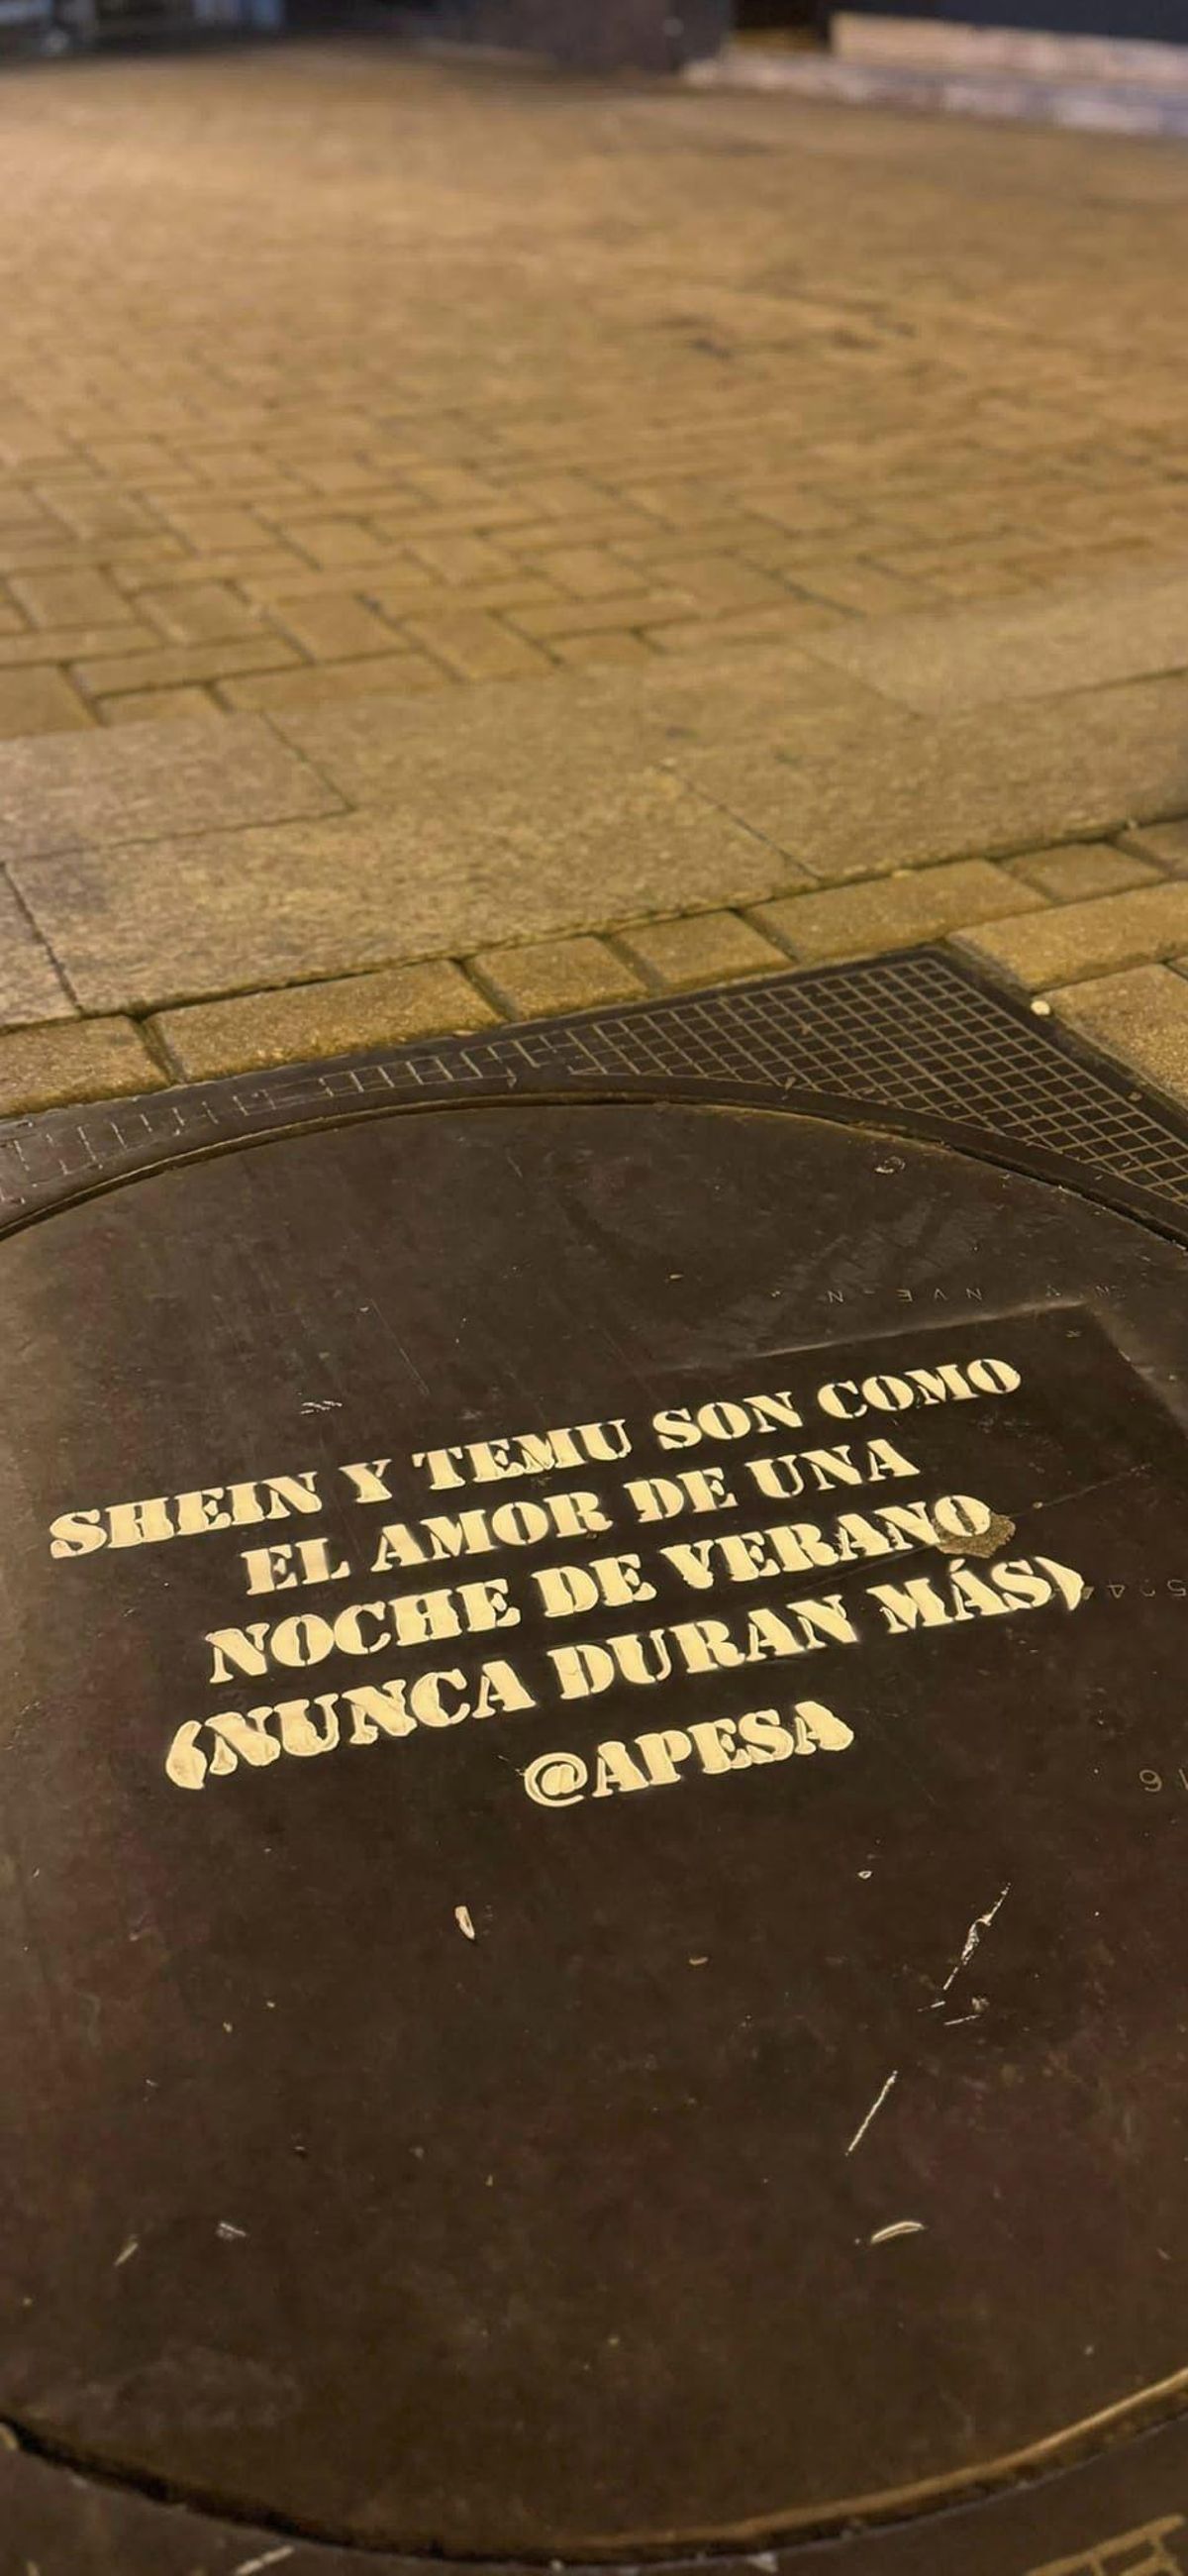 SHEIN Y TEMU SON COMO
EL AMOR DE UNA
NOCHE DE VERANO
(NUNCA DURAN MÁS)
@APESA